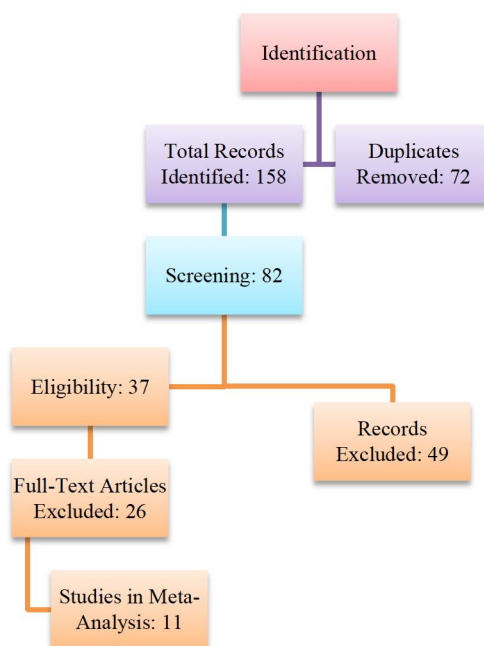 Identification
Total Records
Identified: 158
Duplicates
Removed: 72
Screening: 82
Eligibility: 37
Records
Excluded: 49
Full-Text Articles
Excluded: 26
Studies in Meta-
Analysis: 11